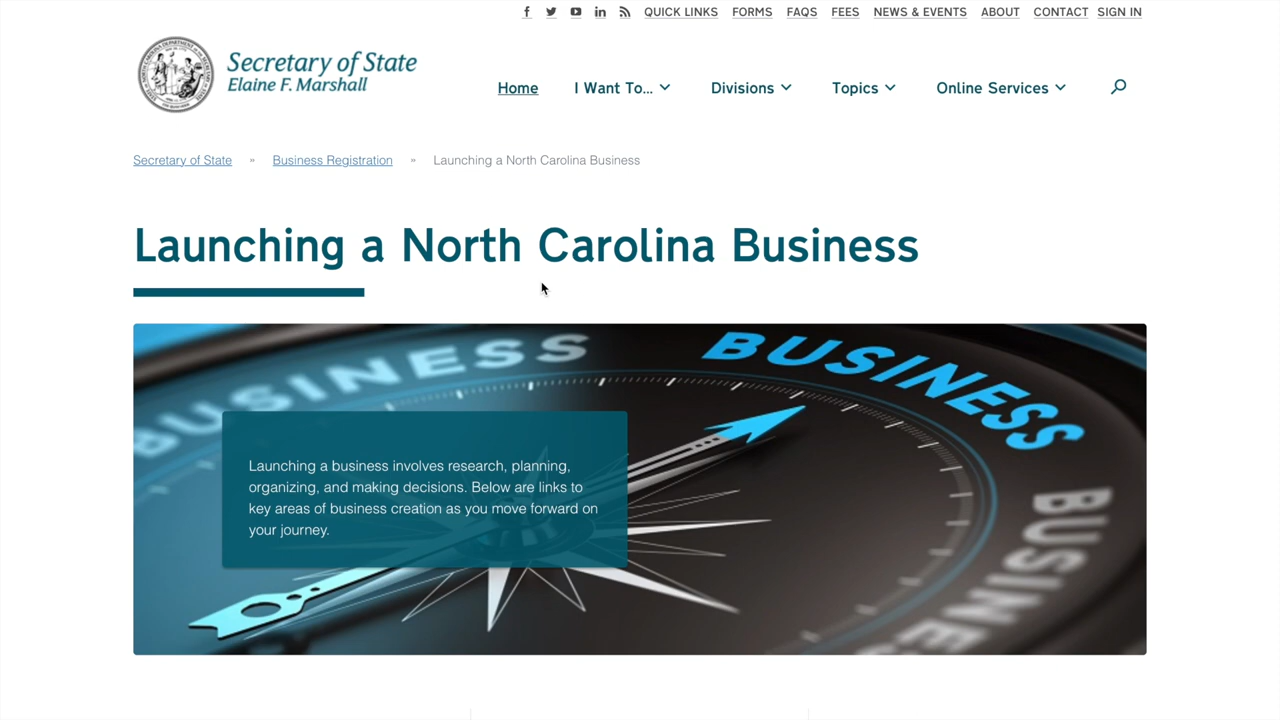 QUICK LINKS FORMS FAQS FEES NEWS & EVENTS ABOUT CONTACT SIGN IN
Secretary of State
Elaine F. Marshall
Home I Want To... Divisions Topics Online Services
Secretary of State » Business Registration » Launching a North Carolina Business
Launching a North Carolina Business
BUSINESS
BUSINESS
BUSINESS
Launching a business involves research, planning,
organizing, and making decisions. Below are links to
key areas of business creation as you move forward on
your journey.